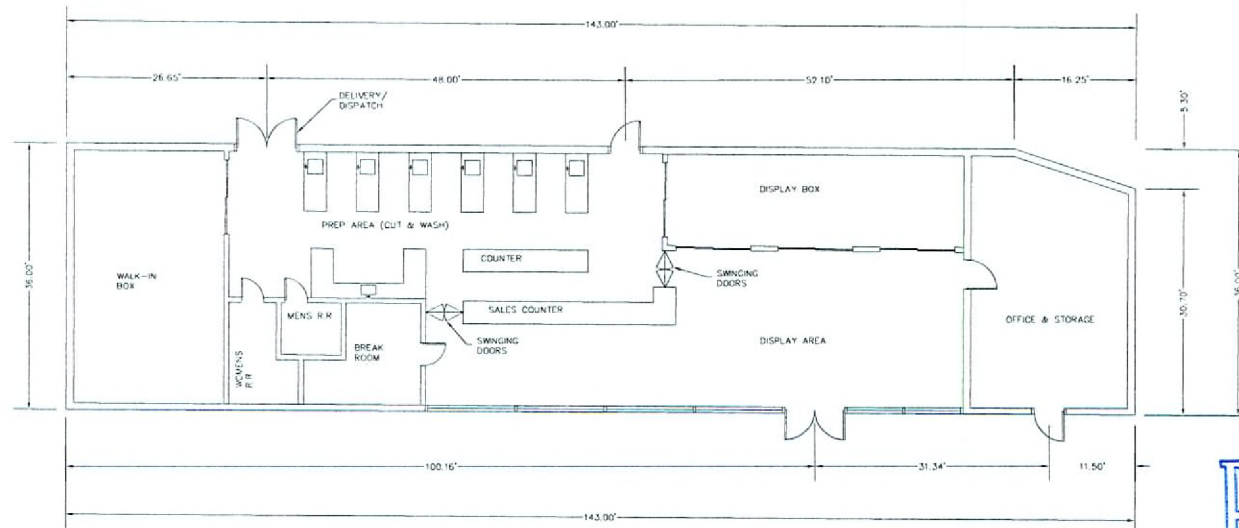 143.00'
26.65'
48.00'
52.10'
16.25'
DELIVERY/
DISPATCH
5.30'
DISPLAY BOX
PREP AREA (CUT & WASH)
36.00'
WALK-IN
BOX
COUNTER
SWINGING
DOORS
30.70'
36.00'
MENS R.R
SALES COUNTER
OFFICE & STORAGE
WOMENS
R.R
BREAK
ROOM
SWINGING
DOORS
DISPLAY AREA
100.16'
31.34'
11.50'
143.00'